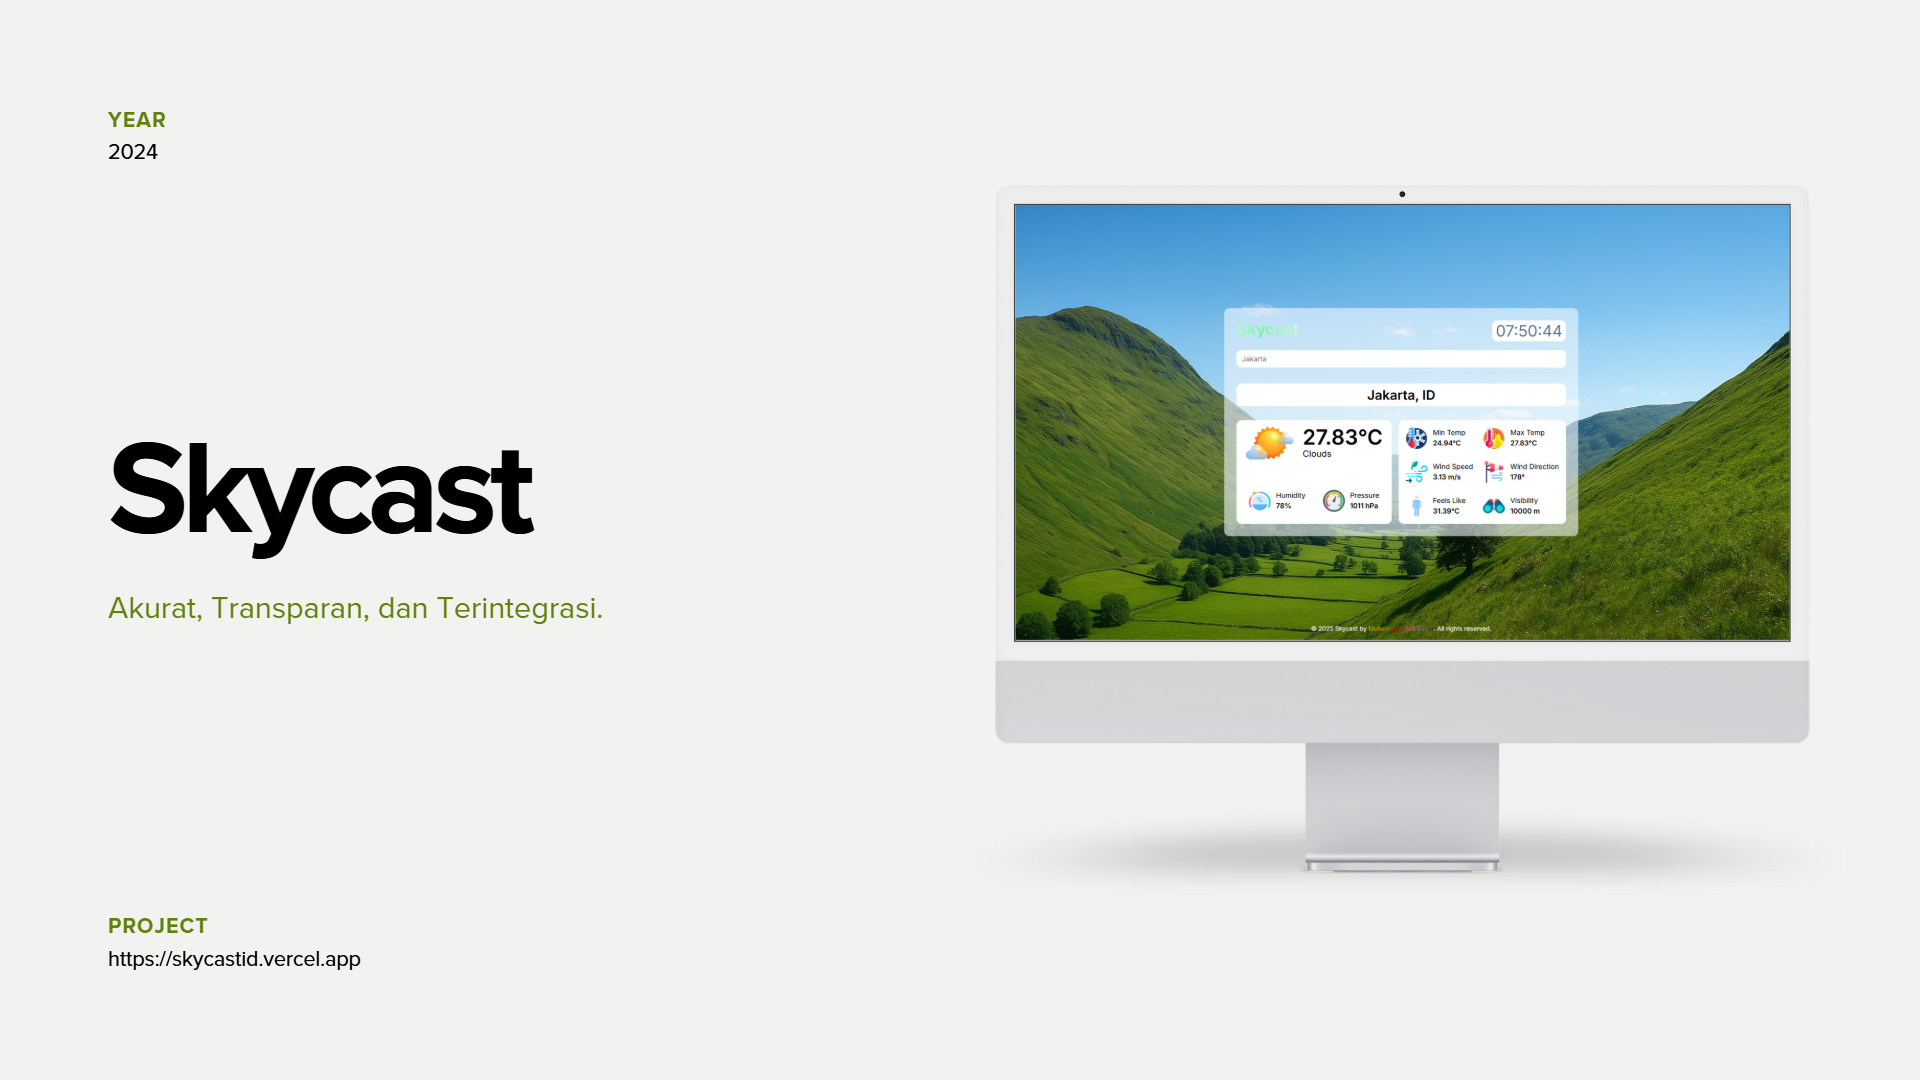 YEAR
2024
Skycast
Akurat, Transparan, dan Terintegrasi.
PROJECT
https://skycastid.vercel.app
Skycast
07:50:44
Jakarta
Jakarta, ID
27.83°C
Clouds
Humidity
78%
Pressure
1011 hPa
Min Temp
24.94°C
Max Temp
27.83°C
Wind Speed
3.13 m/s
Wind Direction
178°
Feels Like
31.39°C
Visibility
10000 m
© 2025 Skycast by . All rights reserved.